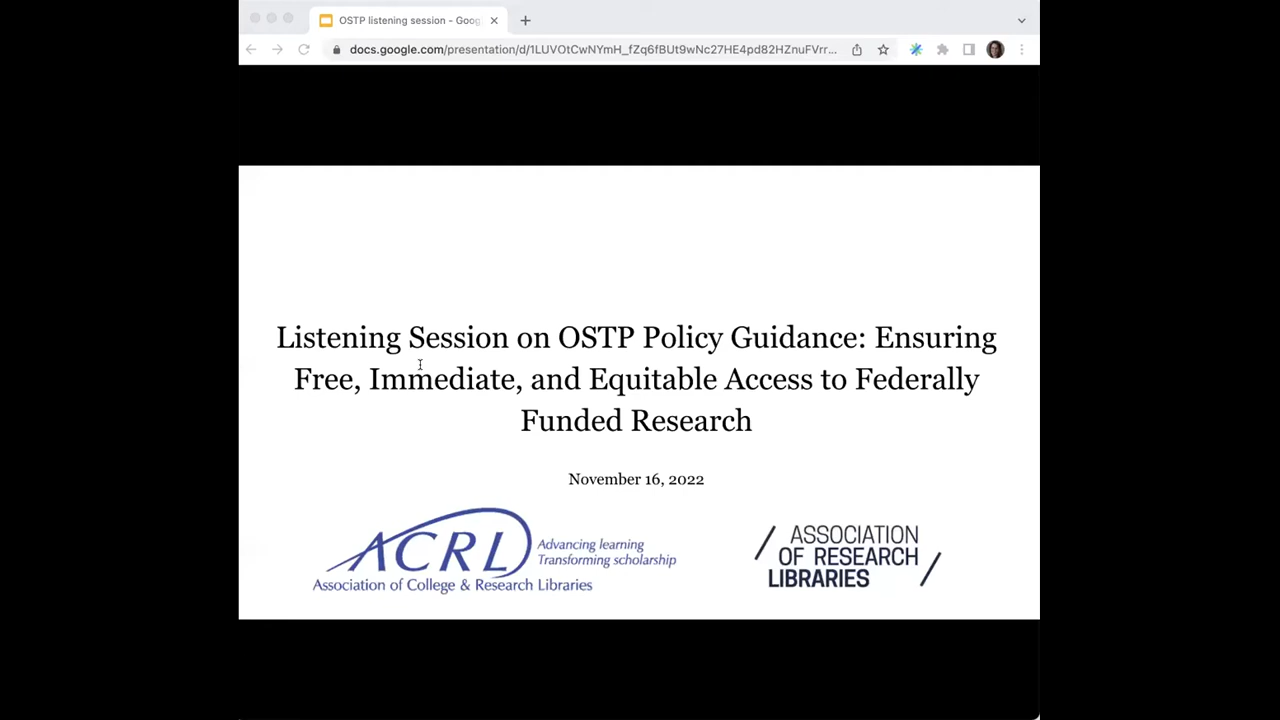 OSTP listening session - Goog
docs.google.com/presentation/d/1LUVOtCwNYmH_fZq6fBUt9wNc27HE4pd82HZnuFVrr...
Listening Session on OSTP Policy Guidance: Ensuring
Free, Immediate, and Equitable Access to Federally
Funded Research
November 16, 2022
ACRL
Advancing learning
Transforming scholarship
Association of College & Research Libraries
ASSOCIATION
OF RESEARCH
LIBRARIES